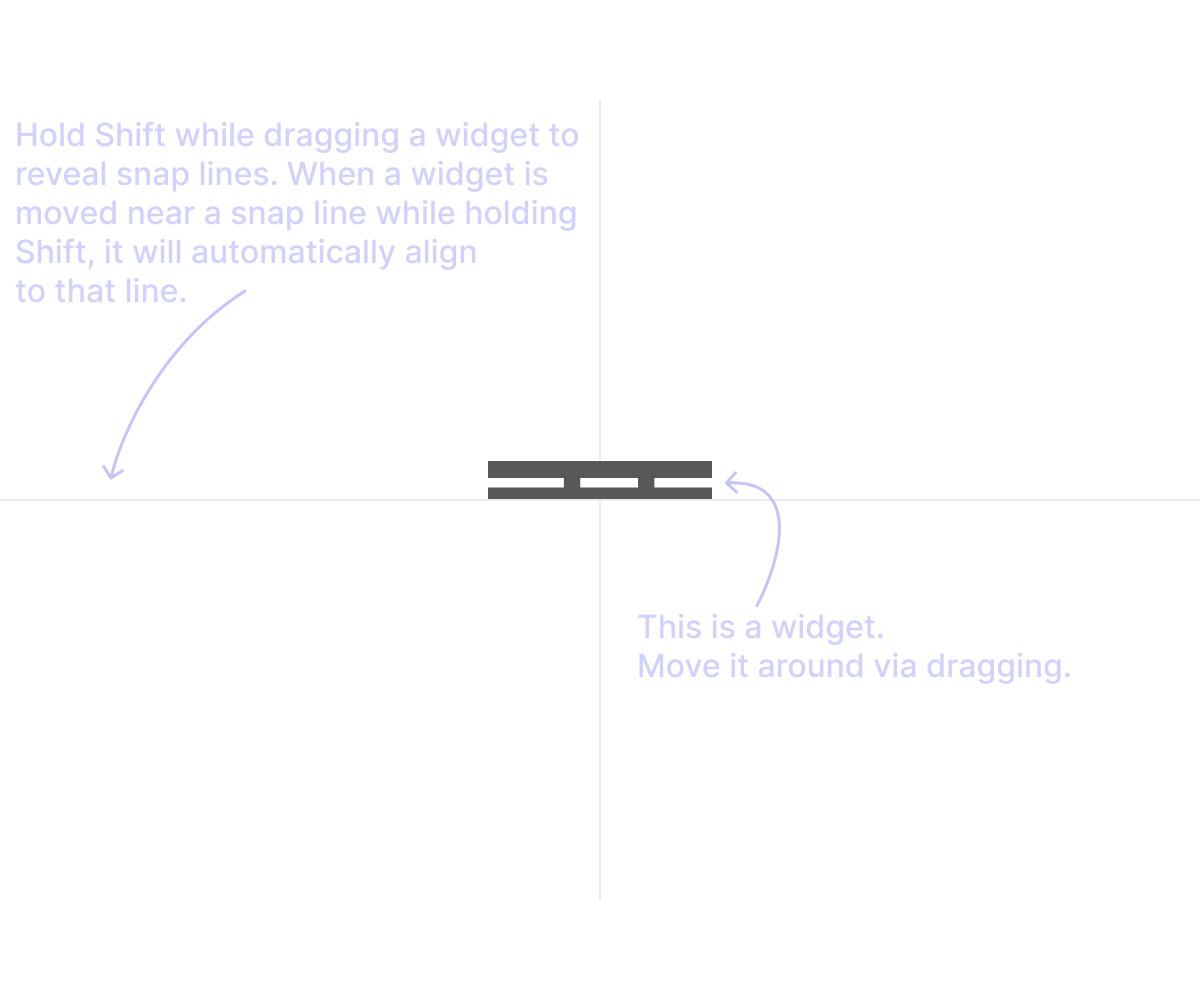 Hold Shift while dragging a widget to
reveal snap lines. When a widget is
moved near a snap line while holding
Shift, it will automatically align
to that line.
This is a widget.
Move it around via dragging.